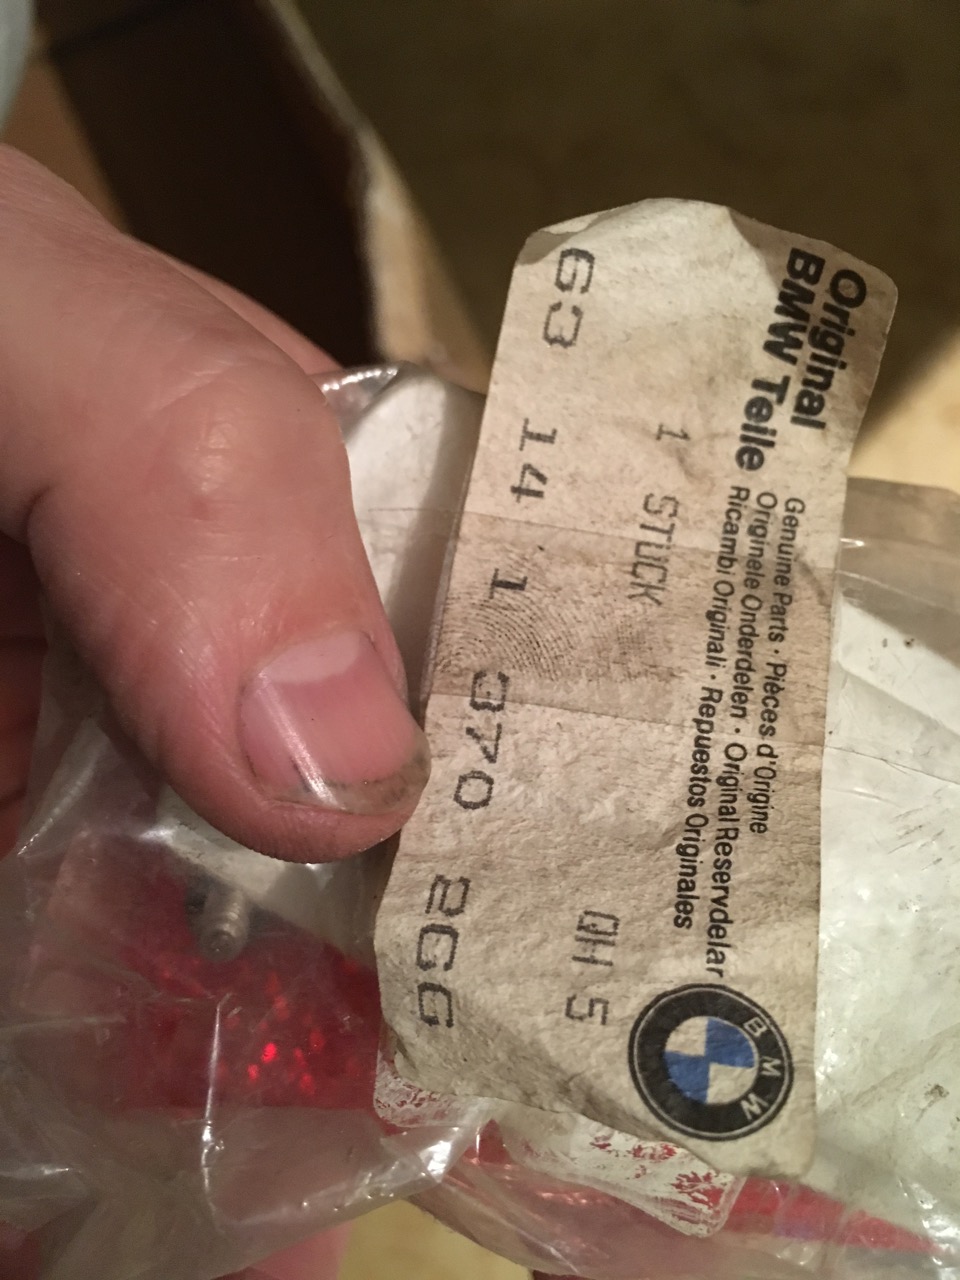 Original
BMW Teile
Genuine Parts · Pièces d'Origine
Originele Onderdelen · Original Reservdelar
Ricambi Originali · Repuestos Originales
BMW
1 STUCK QH 5
63 14 1 370 266